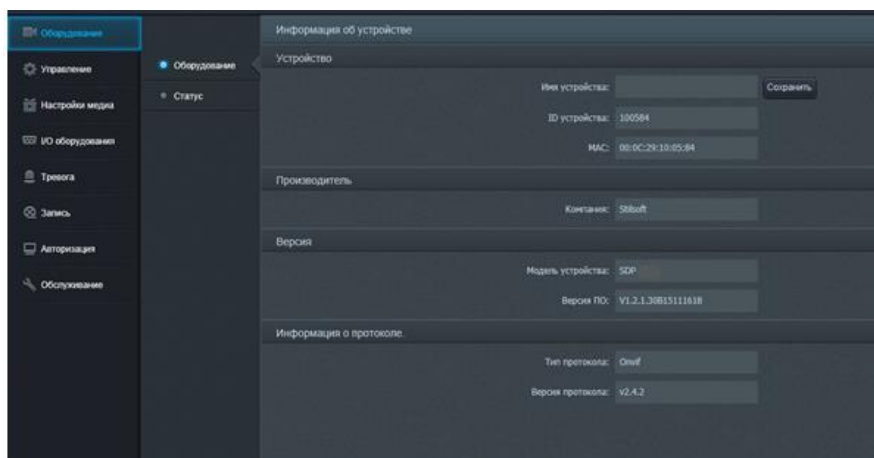 Оборудование
Управление
Настройки медиа
I/O оборудования
Тревога
Запись
Авторизация
Обслуживание
Оборудование
Статус
Информация об устройстве
Устройство
Имя устройства:
Сохранить
ID устройства: 100584
MAC: 00:0C:29:10:05:84
Производитель
Компания: Stilsoft
Версия
Модель устройства: SDP
Версия ПО: V1.2.1.30B15111618
Информация о протоколе.
Тип протокола: Onvif
Версия протокола: v2.4.2